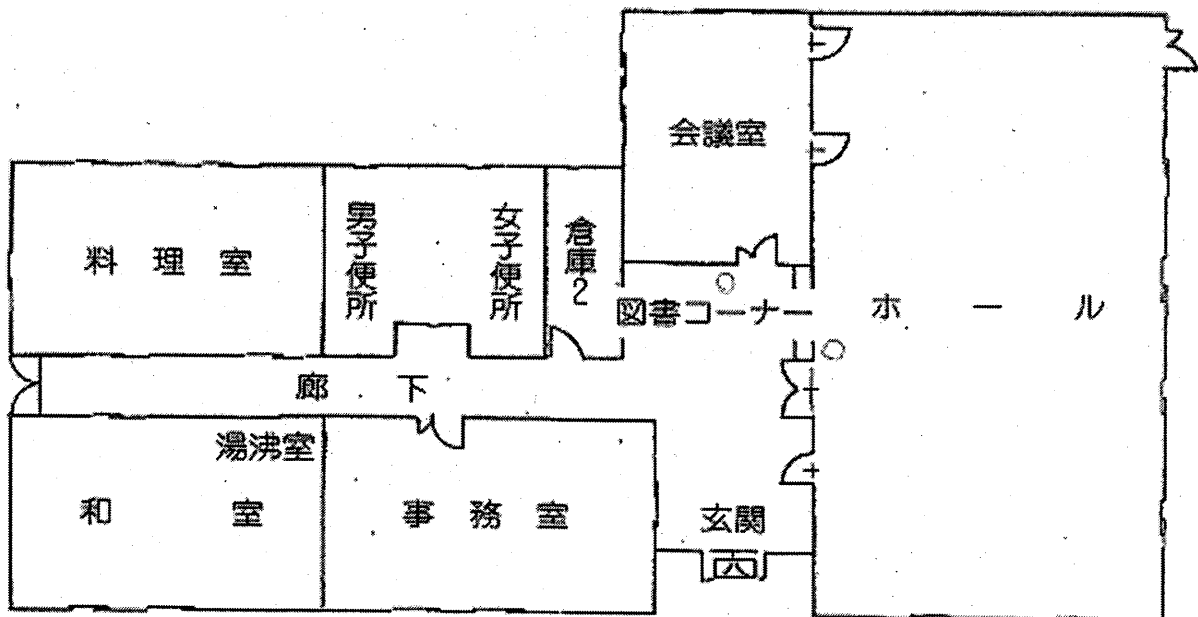 会議室
料理室
男子便所
女子便所
倉庫2
図書コーナー
ホール
廊下
湯沸室
和室
事務室
玄関